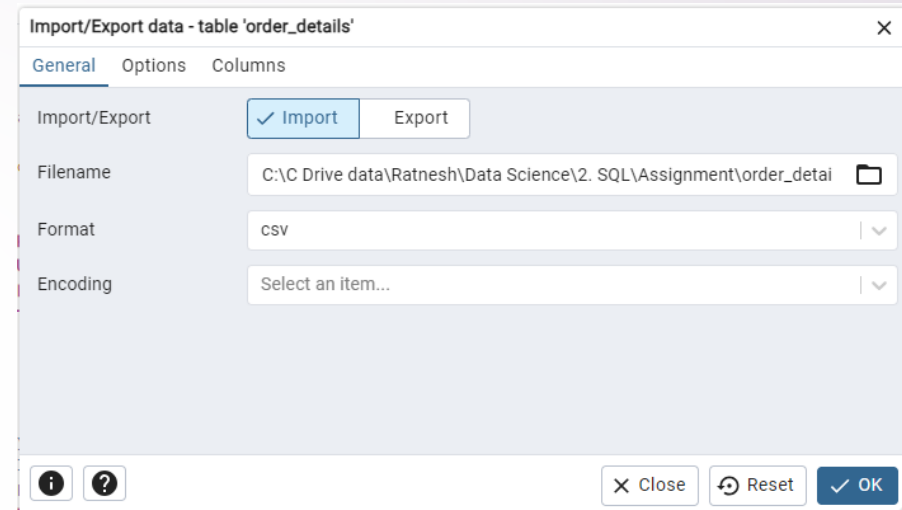 Import/Export data - table 'order_details'
General Options Columns
Import/Export Import Export
Filename C:\C Drive data\Ratnesh\Data Science\2. SQL\Assignment\order_detai
Format csv
Encoding Select an item...
Close Reset OK